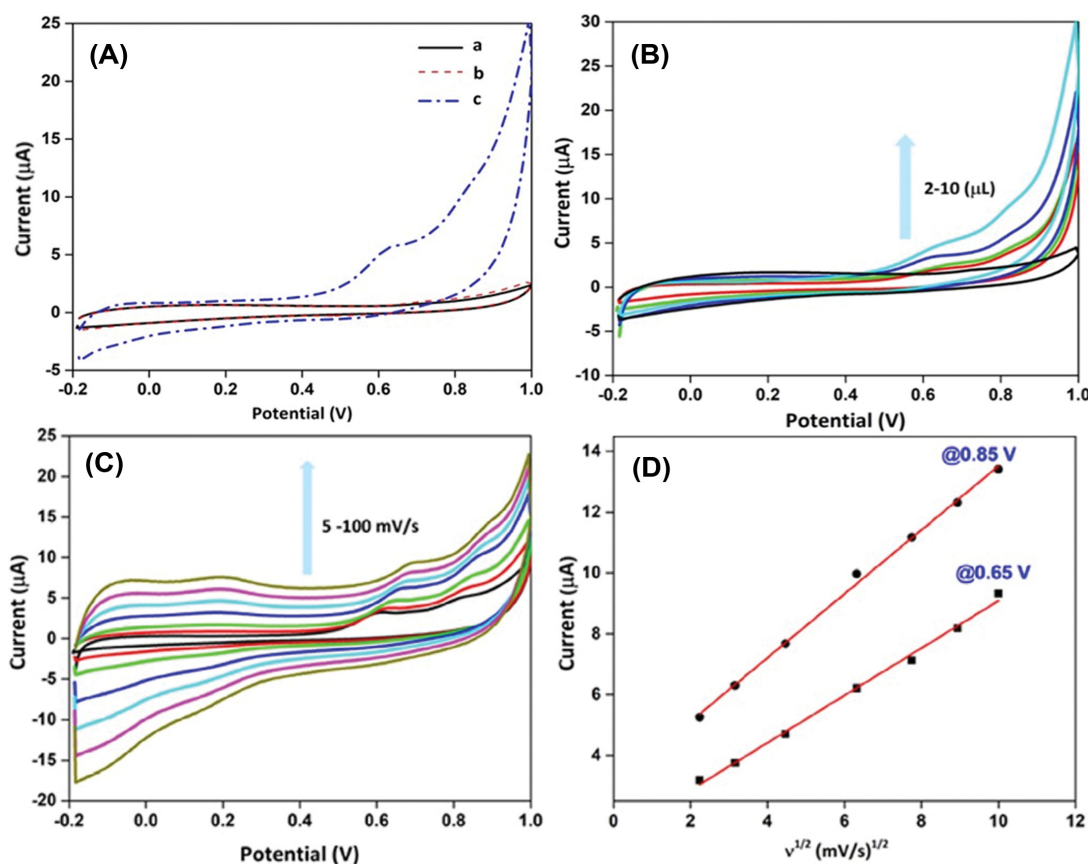 (A)
a
b
c
25
20
15
10
5
0
-5
-0.2 0.0 0.2 0.4 0.6 0.8 1.0
Current (µA)
Potential (V)
(B)
2-10 (µL)
30
25
20
15
10
5
0
-5
-10
-0.2 0.0 0.2 0.4 0.6 0.8 1.0
Current (µA)
Potential (V)
(C)
5 -100 mV/s
25
20
15
10
5
0
-5
-10
-15
-20
-0.2 0.0 0.2 0.4 0.6 0.8 1.0
Current (µA)
Potential (V)
(D)
@0.85 V
@0.65 V
14
12
10
8
6
4
0 2 4 6 8 10 12
Current (µA)
ν^1/2 (mV/s)^1/2